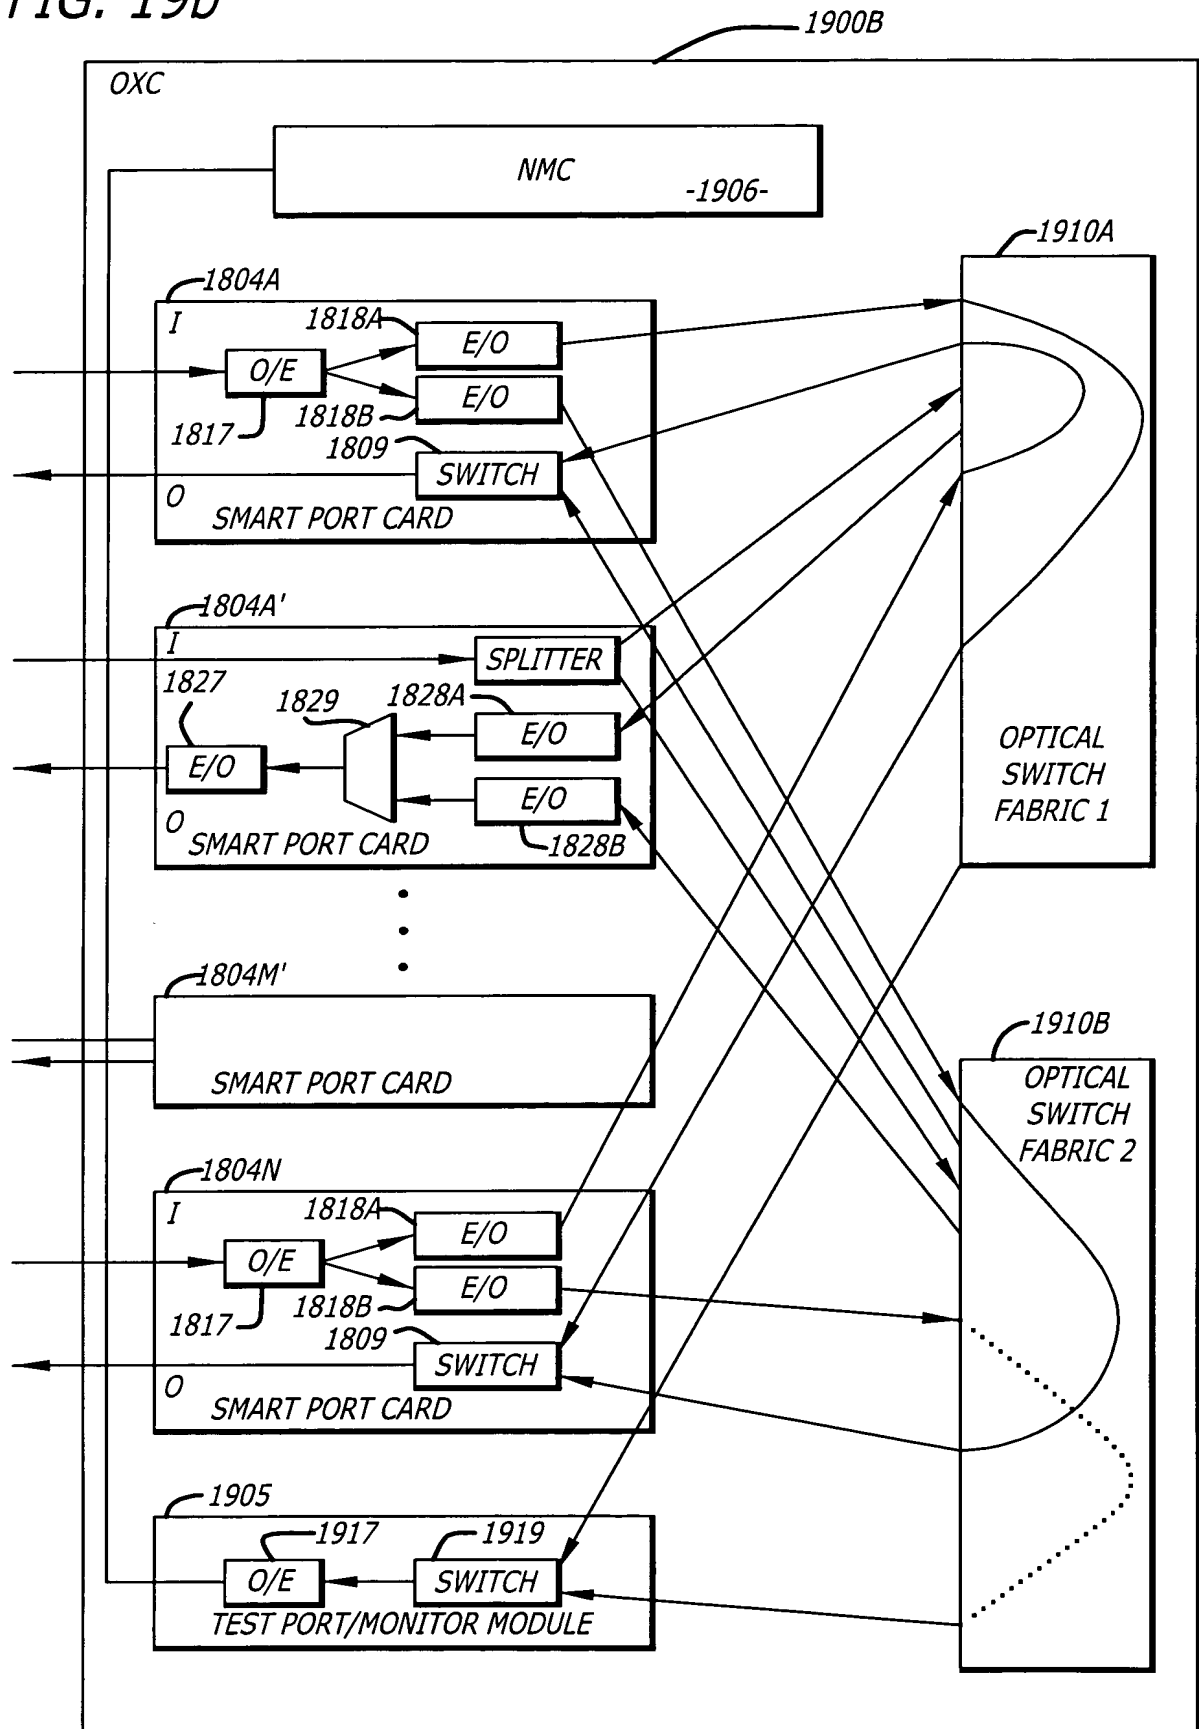 FIG. 19b
1900B
OXC
NMC
-1906-
1910A
1804A
I
1818A
E/O
O/E
E/O
1817
1818B
1809
SWITCH
O
SMART PORT CARD
1804A'
I
SPLITTER
1827
1829
1828A
E/O
E/O
E/O
O
SMART PORT CARD
1828B
OPTICAL
SWITCH
FABRIC 1
1804M'
SMART PORT CARD
1910B
OPTICAL
SWITCH
FABRIC 2
1804N
I
1818A
E/O
O/E
E/O
1817
1818B
1809
SWITCH
O
SMART PORT CARD
1905
1917
1919
O/E
SWITCH
TEST PORT/MONITOR MODULE